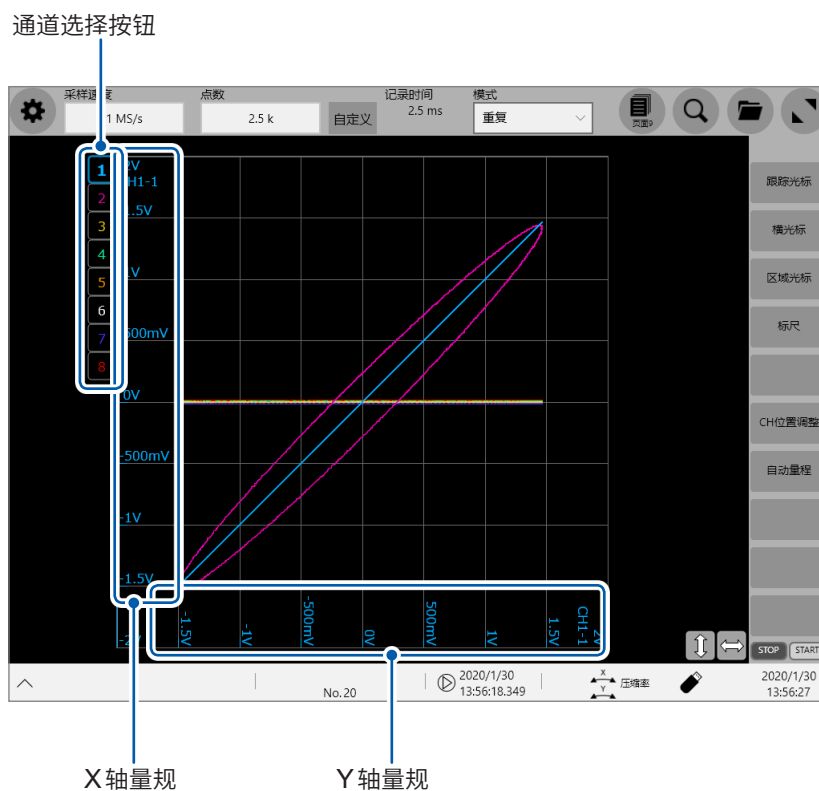 通道选择按钮
采样速度 点数 记录时间 模式
1 MS/s 2.5 k 自定义 2.5 ms 重复 页面9
1
2
3
4
5
6
7
8
2V
CH1-1
1.5V
1V
500mV
0V
-500mV
-1V
-1.5V
-2V
-1.5V -1V -500mV 0V 500mV 1V 1.5V CH1-1 2V
跟踪光标
横光标
区域光标
标尺
CH位置调整
自动量程
STOP START
No.20
2020/1/30
13:56:18.349
X
Y
压缩率
2020/1/30
13:56:27
X轴量规 Y轴量规